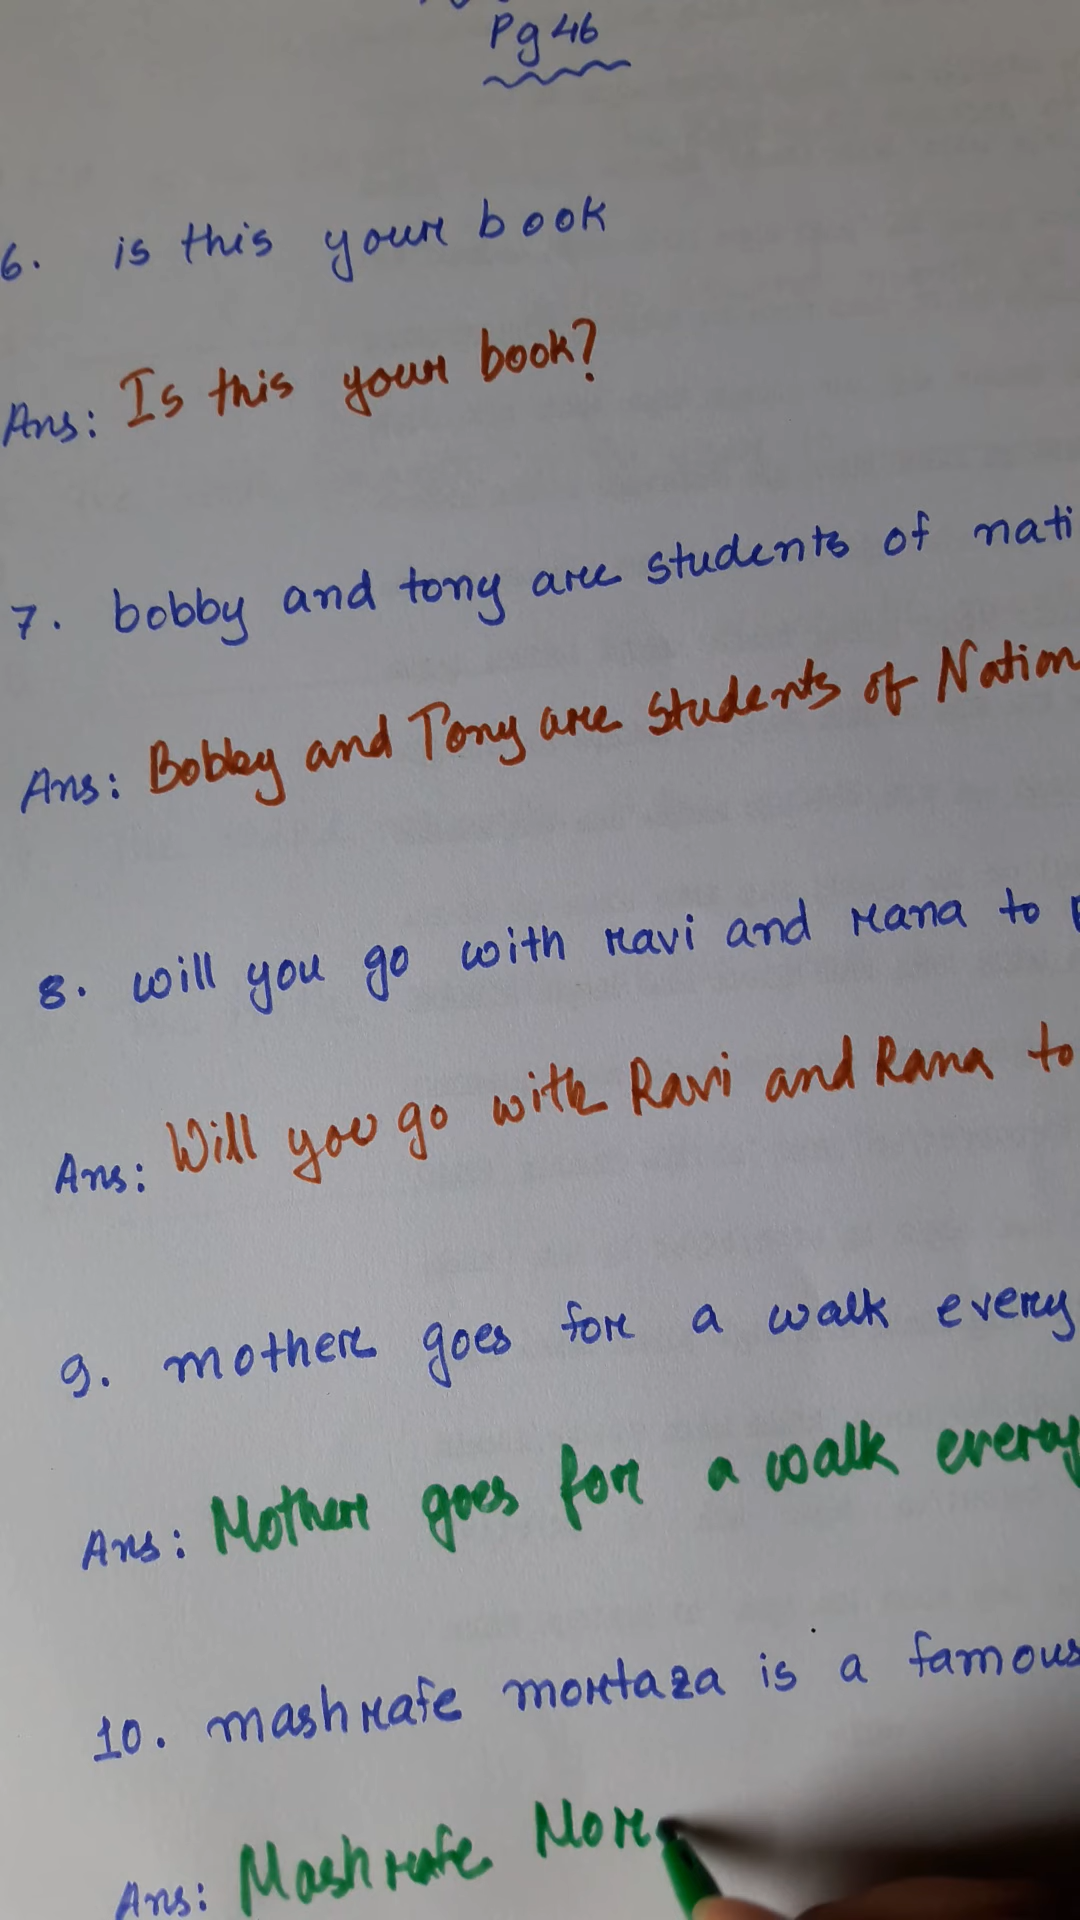 Pg 46
6. is this your book
Ans: Is this your book?
7. bobby and tony are students of nati
Ans: Bobby and Tony are students of Nation
8. will you go with ravi and rana to
Ans: Will you go with Ravi and Rana to
9. mother goes for a walk every
Ans: Mother goes for a walk every
10. mashrafe mortaza is a famous
Ans: Mashrafe Mor